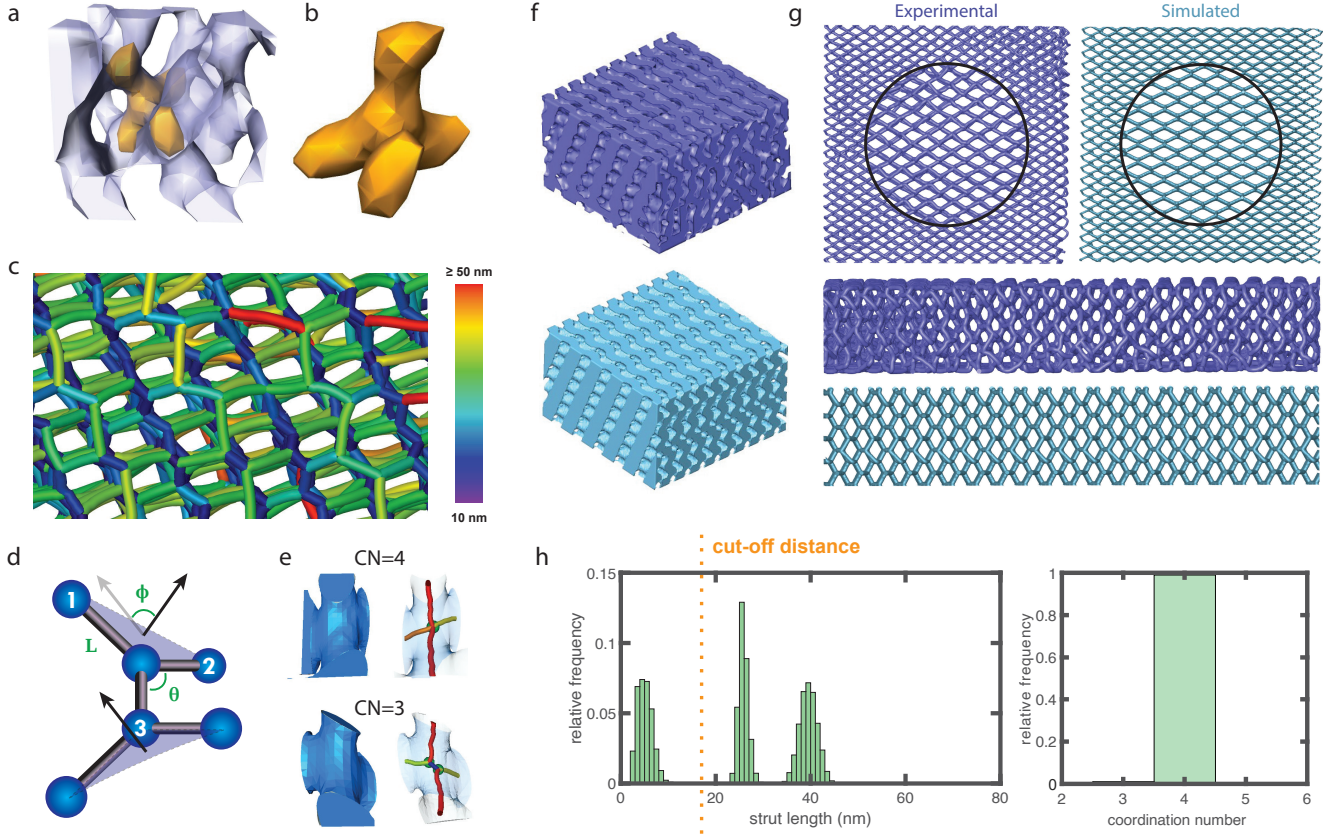 a
b
f
g
Experimental
Simulated
c
≥ 50 nm
10 nm
d
1
ϕ
L
2
θ
3
e
CN=4
CN=3
h
cut-off distance
relative frequency
0.15
0.1
0.05
0
0 20 40 60 80
strut length (nm)
relative frequency
1
0.8
0.6
0.4
0.2
0
2 3 4 5 6
coordination number